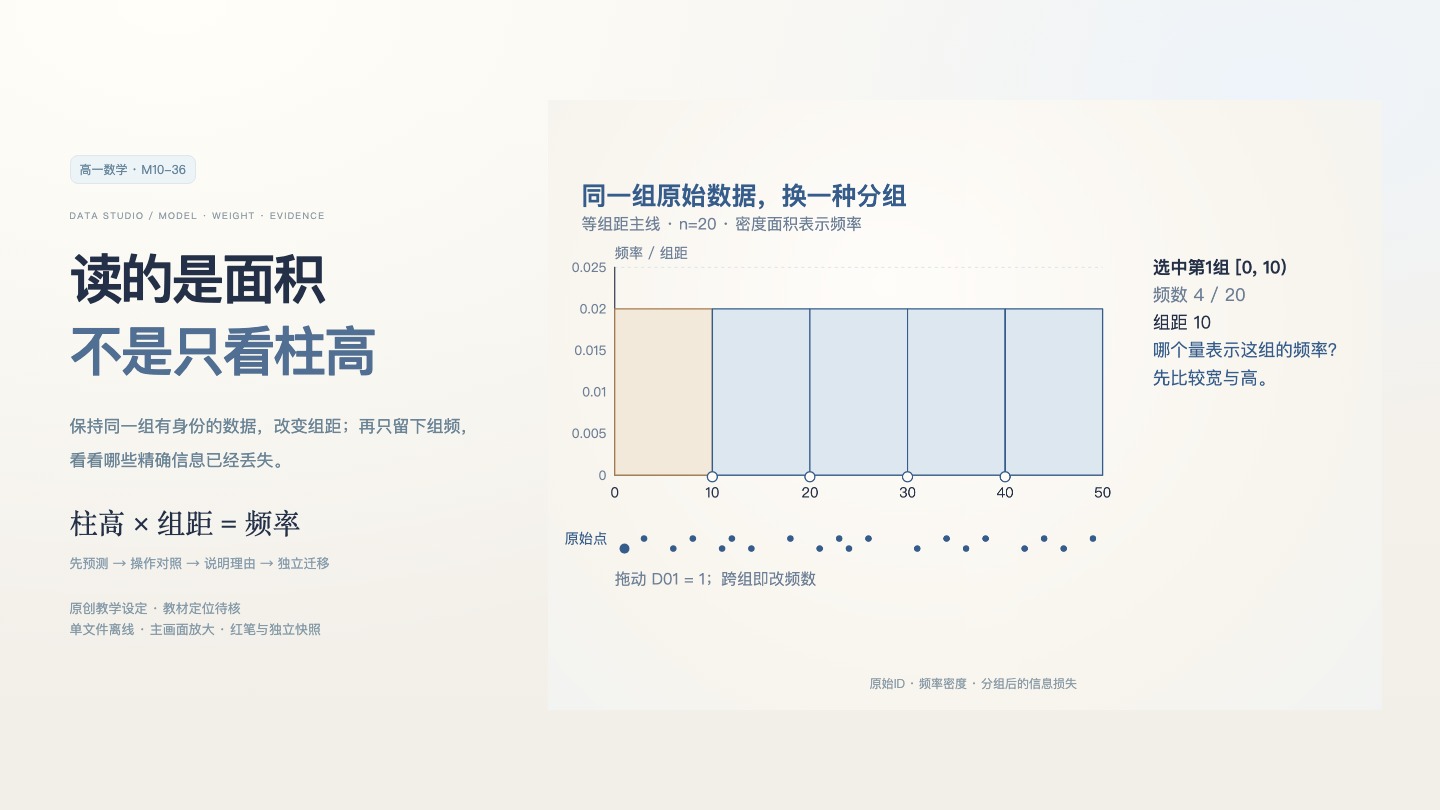 高一数学 · M10–36
DATA STUDIO / MODEL · WEIGHT · EVIDENCE
读的是面积
不是只看柱高
保持同一组有身份的数据，改变组距；再只留下组频，
看看哪些精确信息已经丢失。
柱高 × 组距 = 频率
先预测 → 操作对照 → 说明理由 → 独立迁移
原创教学设定 · 教材定位待核
单文件离线 · 主画面放大 · 红笔与独立快照
同一组原始数据，换一种分组
等组距主线 · n=20 · 密度面积表示频率
频率 / 组距
0.025
0.02
0.015
0.01
0.005
0
0 10 20 30 40 50
原始点
拖动 D01 = 1；跨组即改频数
选中第1组 [0, 10)
频数 4 / 20
组距 10
哪个量表示这组的频率？
先比较宽与高。
原始ID · 频率密度 · 分组后的信息损失